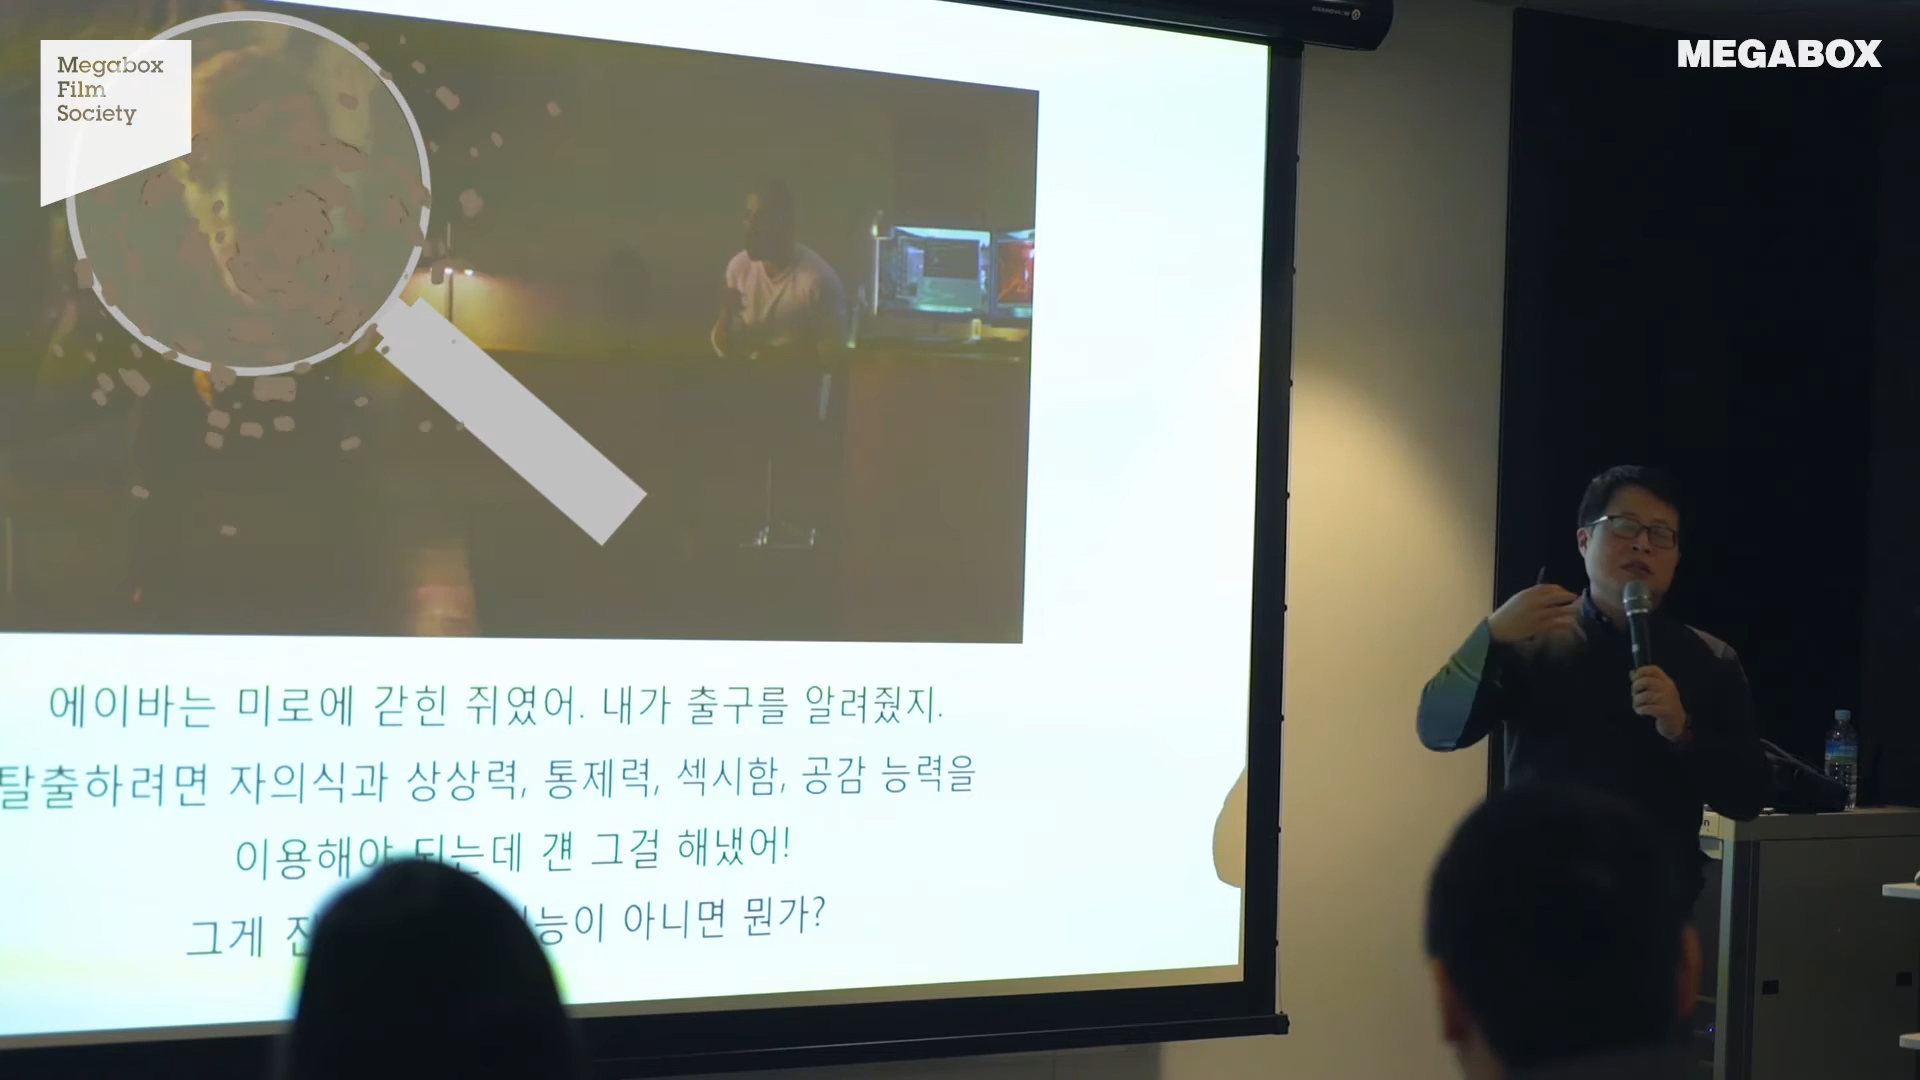 Megabox
Film
Society
MEGABOX
에이바는 미로에 갇힌 쥐였어. 내가 출구를 알려줬지.
탈출하려면 자의식과 상상력, 통제력, 섹시함, 공감 능력을
이용해야 되는데 걘 그걸 해냈어!
그게 아니면 뭔가?